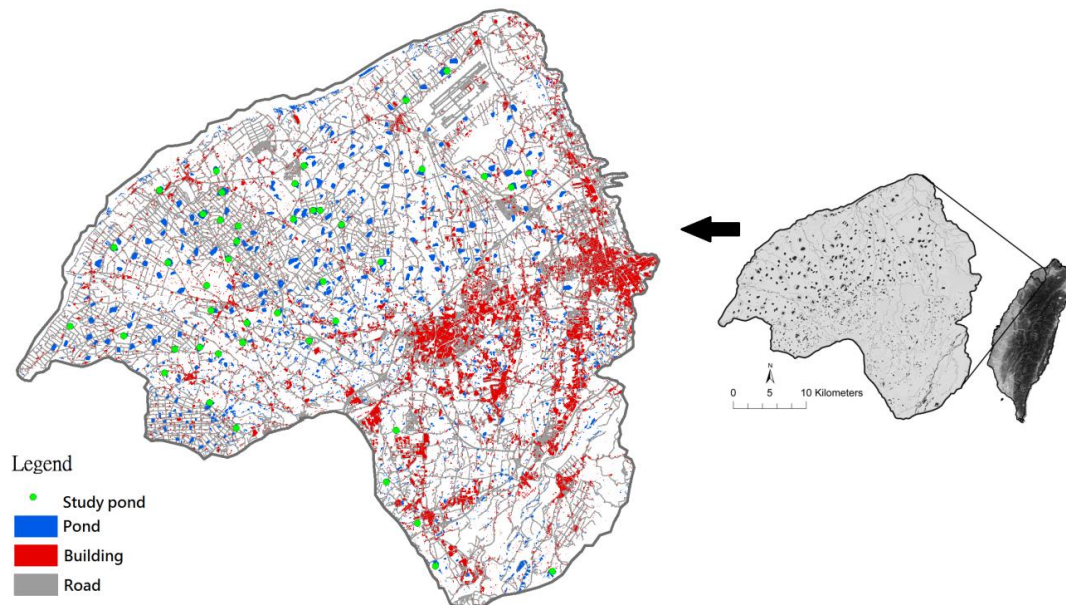 Legend
Study pond
Pond
Building
Road
N
0 5 10 Kilometers